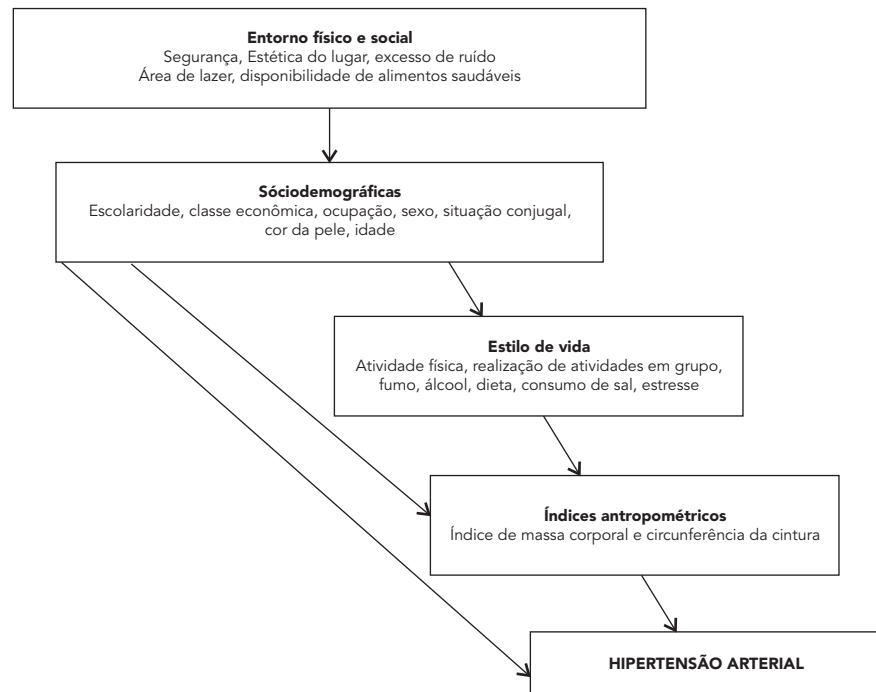 Entorno físico e social
Segurança, Estética do lugar, excesso de ruído
Área de lazer, disponibilidade de alimentos saudáveis
Sóciodemográficas
Escolaridade, classe econômica, ocupação, sexo, situação conjugal,
cor da pele, idade
Estilo de vida
Atividade física, realização de atividades em grupo,
fumo, álcool, dieta, consumo de sal, estresse
Índices antropométricos
Índice de massa corporal e circunferência da cintura
HIPERTENSÃO ARTERIAL